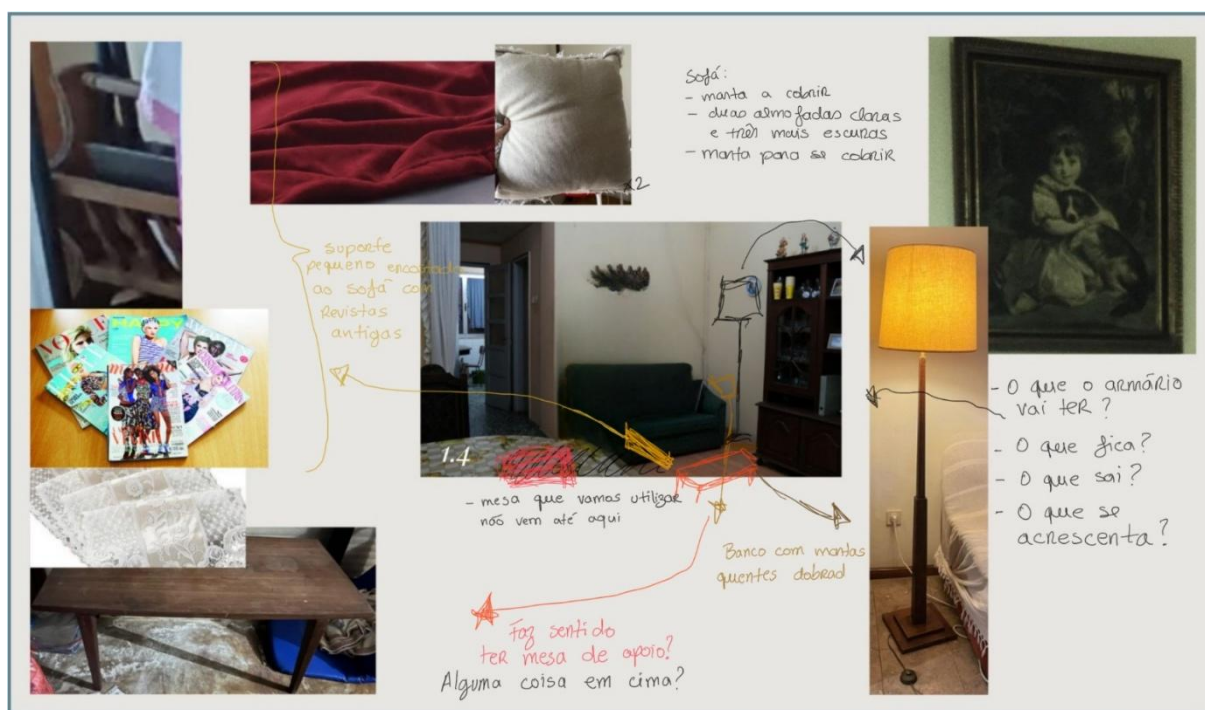 Sofá:
- manta a cobrir
- duas almofadas claras
e três mais escuras
- manta para se cobrir
x2
suporte
pequeno encostado
ao sofá com
Revistas
antigas
VOGUE
HAPPY
1.4
- mesa que vamos utilizar
não vem até aqui
Banco com mantas
quentes dobrad
Faz sentido
ter mesa de apoio?
Alguma coisa em cima?
- O que o armário
vai ter?
- O que fica?
- O que sai?
- O que se
acrescenta?